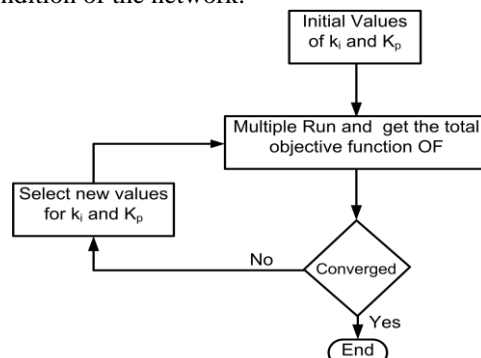 ndition of the network.
Initial Values
of kᵢ and Kₚ
Multiple Run and get the total
objective function OF
Select new values
for kᵢ and Kₚ
No
Converged
Yes
End